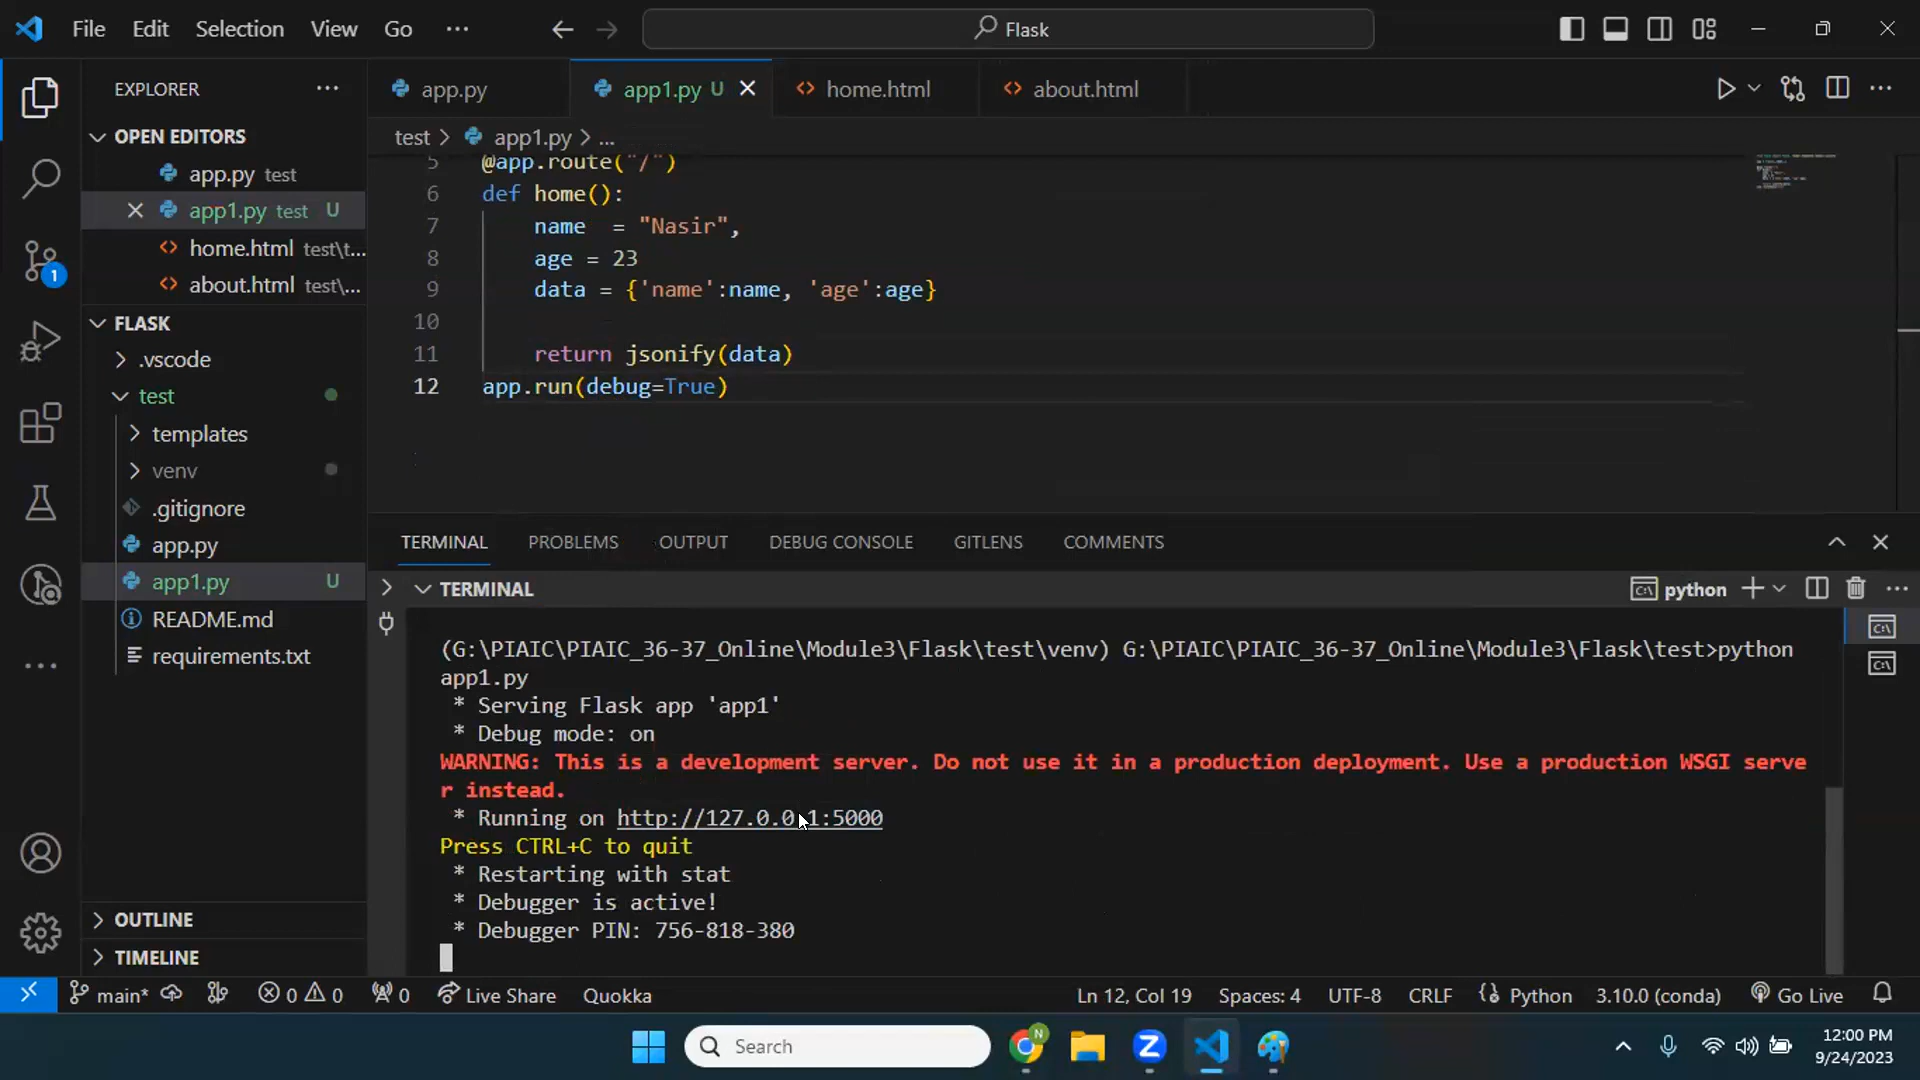 File Edit Selection View Go ··· Flask
EXPLORER ···
app.py app1.py U home.html about.html
OPEN EDITORS
test > app1.py > ...
app.py test
app1.py test U
home.html test\t...
about.html test\...
FLASK
.vscode
test
templates
venv
.gitignore
app.py
app1.py U
README.md
requirements.txt
OUTLINE
TIMELINE
5 @app.route("/")
6 def home():
7 name  = "Nasir",
8 age = 23
9 data = {'name':name, 'age':age}
10
11 return jsonify(data)
12 app.run(debug=True)
TERMINAL PROBLEMS OUTPUT DEBUG CONSOLE GITLENS COMMENTS
TERMINAL python
(G:\PIAIC\PIAIC_36-37_Online\Module3\Flask\test\venv) G:\PIAIC\PIAIC_36-37_Online\Module3\Flask\test>python
app1.py
* Serving Flask app 'app1'
* Debug mode: on
WARNING: This is a development server. Do not use it in a production deployment. Use a production WSGI serve
r instead.
* Running on http://127.0.0.1:5000
Press CTRL+C to quit
* Restarting with stat
* Debugger is active!
* Debugger PIN: 756-818-380
1
main* 0 0 0 Live Share Quokka Ln 12, Col 19 Spaces: 4 UTF-8 CRLF Python 3.10.0 (conda) Go Live
Search N Z
12:00 PM
9/24/2023